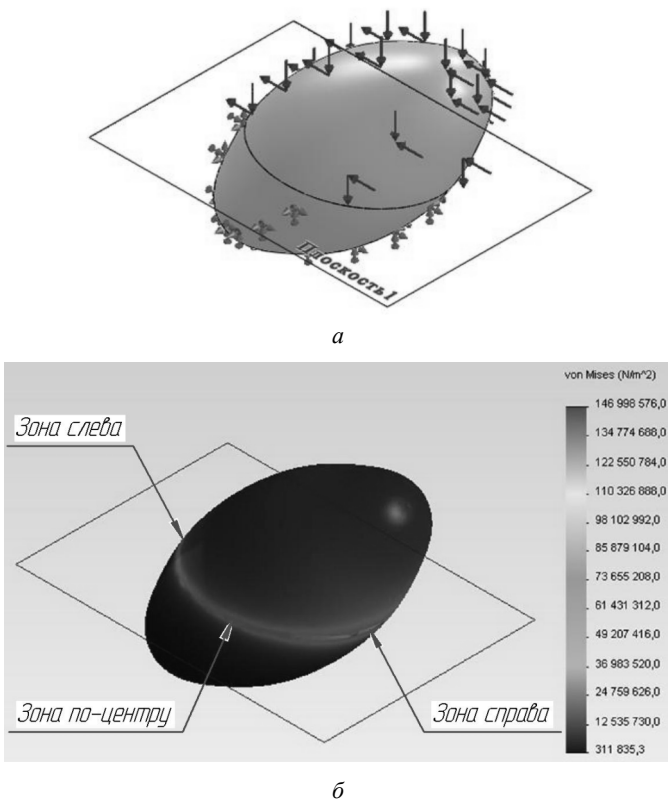 Плоскость1
а
von Mises (N/m^2)
146 998 576,0
134 774 688,0
122 550 784,0
110 326 888,0
98 102 992,0
85 879 104,0
73 655 208,0
61 431 312,0
49 207 416,0
36 983 520,0
24 759 626,0
12 535 730,0
311 835,3
Зона слева
Зона по-центру
Зона справа
б